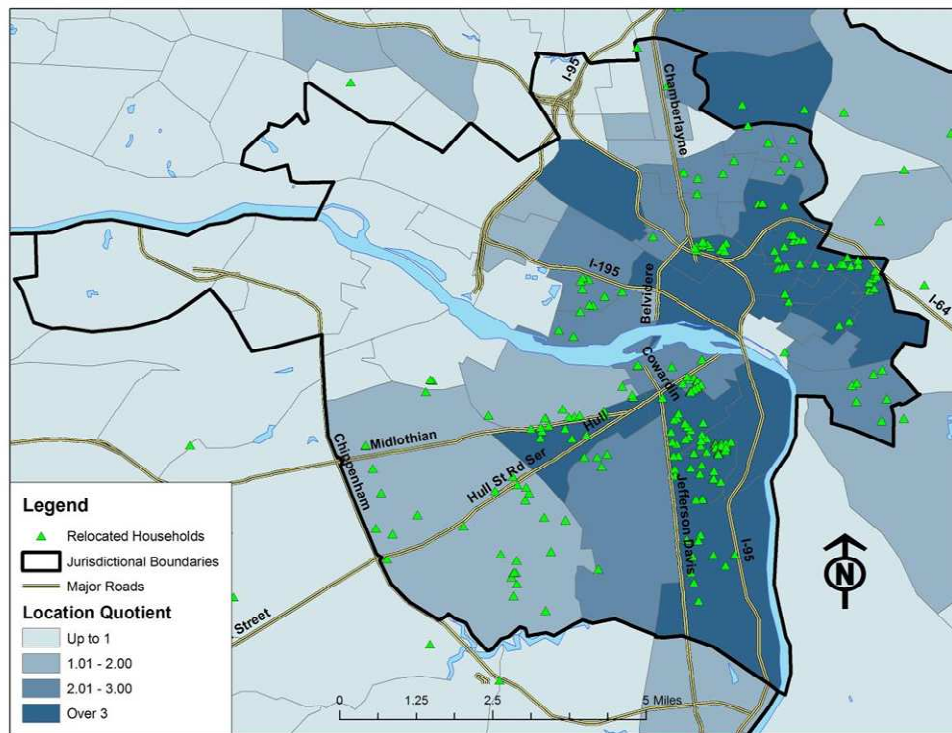 I-95
Chamberlayne
I-195
Belvidere
I-64
Cowardin
Hull
Midlothian
Chippenham
Hull St Rd Ser
Jefferson Davis
I-95
N
Street
Legend
Relocated Households
Jurisdictional Boundaries
Major Roads
Location Quotient
Up to 1
1.01 - 2.00
2.01 - 3.00
Over 3
0 1.25 2.5 5 Miles